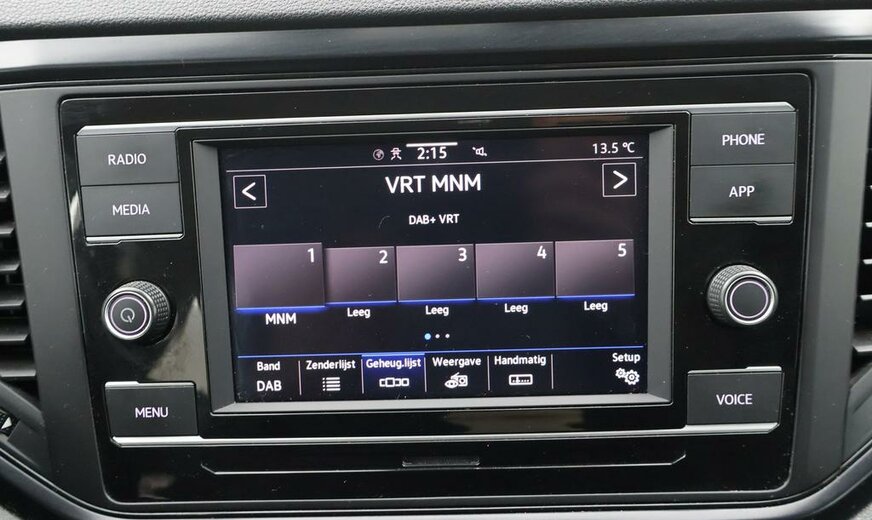 RADIO
MEDIA
MENU
PHONE
APP
VOICE
2:15
13.5 °C
< VRT MNM >
DAB+ VRT
1 2 3 4 5
MNM Leeg Leeg Leeg Leeg
Band Zenderlijst Geheug.lijst Weergave Handmatig Setup
DAB